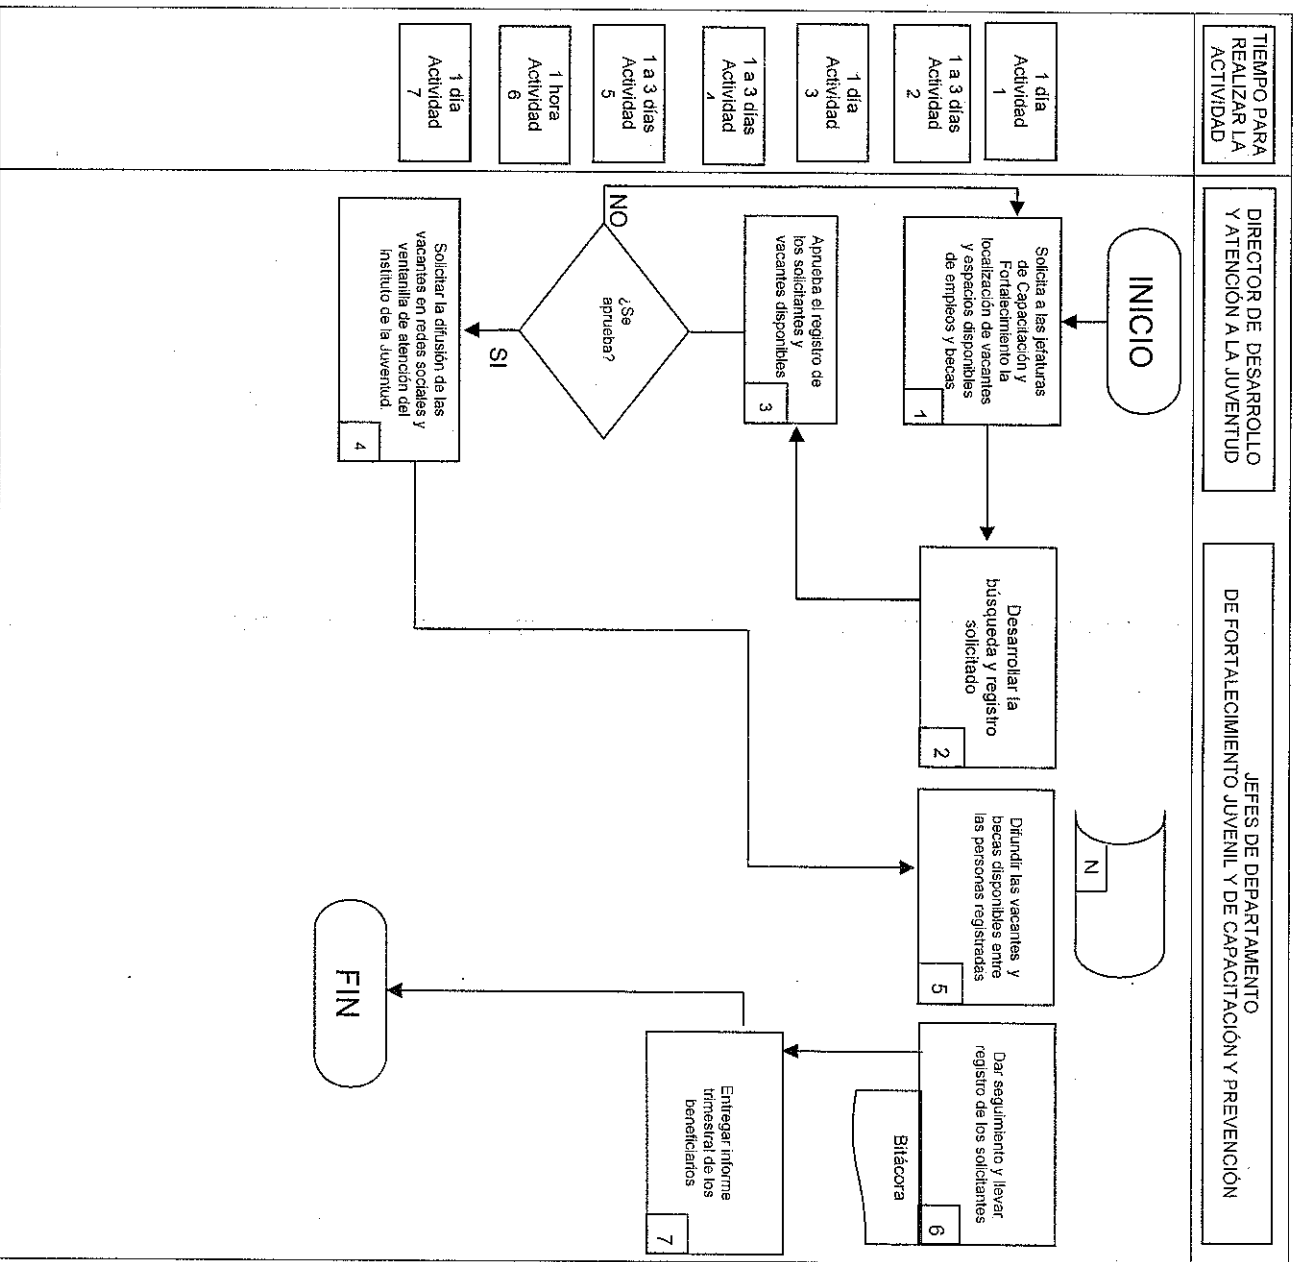 TIEMPO PARA
REALIZAR LA
ACTIVIDAD
DIRECTOR DE DESARROLLO
Y ATENCIÓN A LA JUVENTUD
JEFES DE DEPARTAMENTO
DE FORTALECIMIENTO JUVENIL Y DE CAPACITACIÓN Y PREVENCIÓN
1 día
Actividad
1
1 a 3 días
Actividad
2
1 día
Actividad
3
1 a 3 días
Actividad
4
1 a 3 días
Actividad
5
1 hora
Actividad
6
1 día
Actividad
7
INICIO
Solicita a las jefaturas
de Capacitación y
Fortalecimiento la
localización de vacantes
y espacios disponibles
de empleos y becas
1
Desarrollar la
búsqueda y registro
solicitado
2
Aprueba el registro de
los solicitantes y
vacantes disponibles
3
¿Se
aprueba?
NO
SI
Solicitar la difusión de las
vacantes en redes sociales y
ventanilla de atención del
Instituto de la Juventud.
4
N
Difundir las vacantes y
becas disponibles entre
las personas registradas
5
Dar seguimiento y llevar
registro de los solicitantes
6
Bitácora
Entregar informe
trimestral de los
beneficiarios
7
FIN